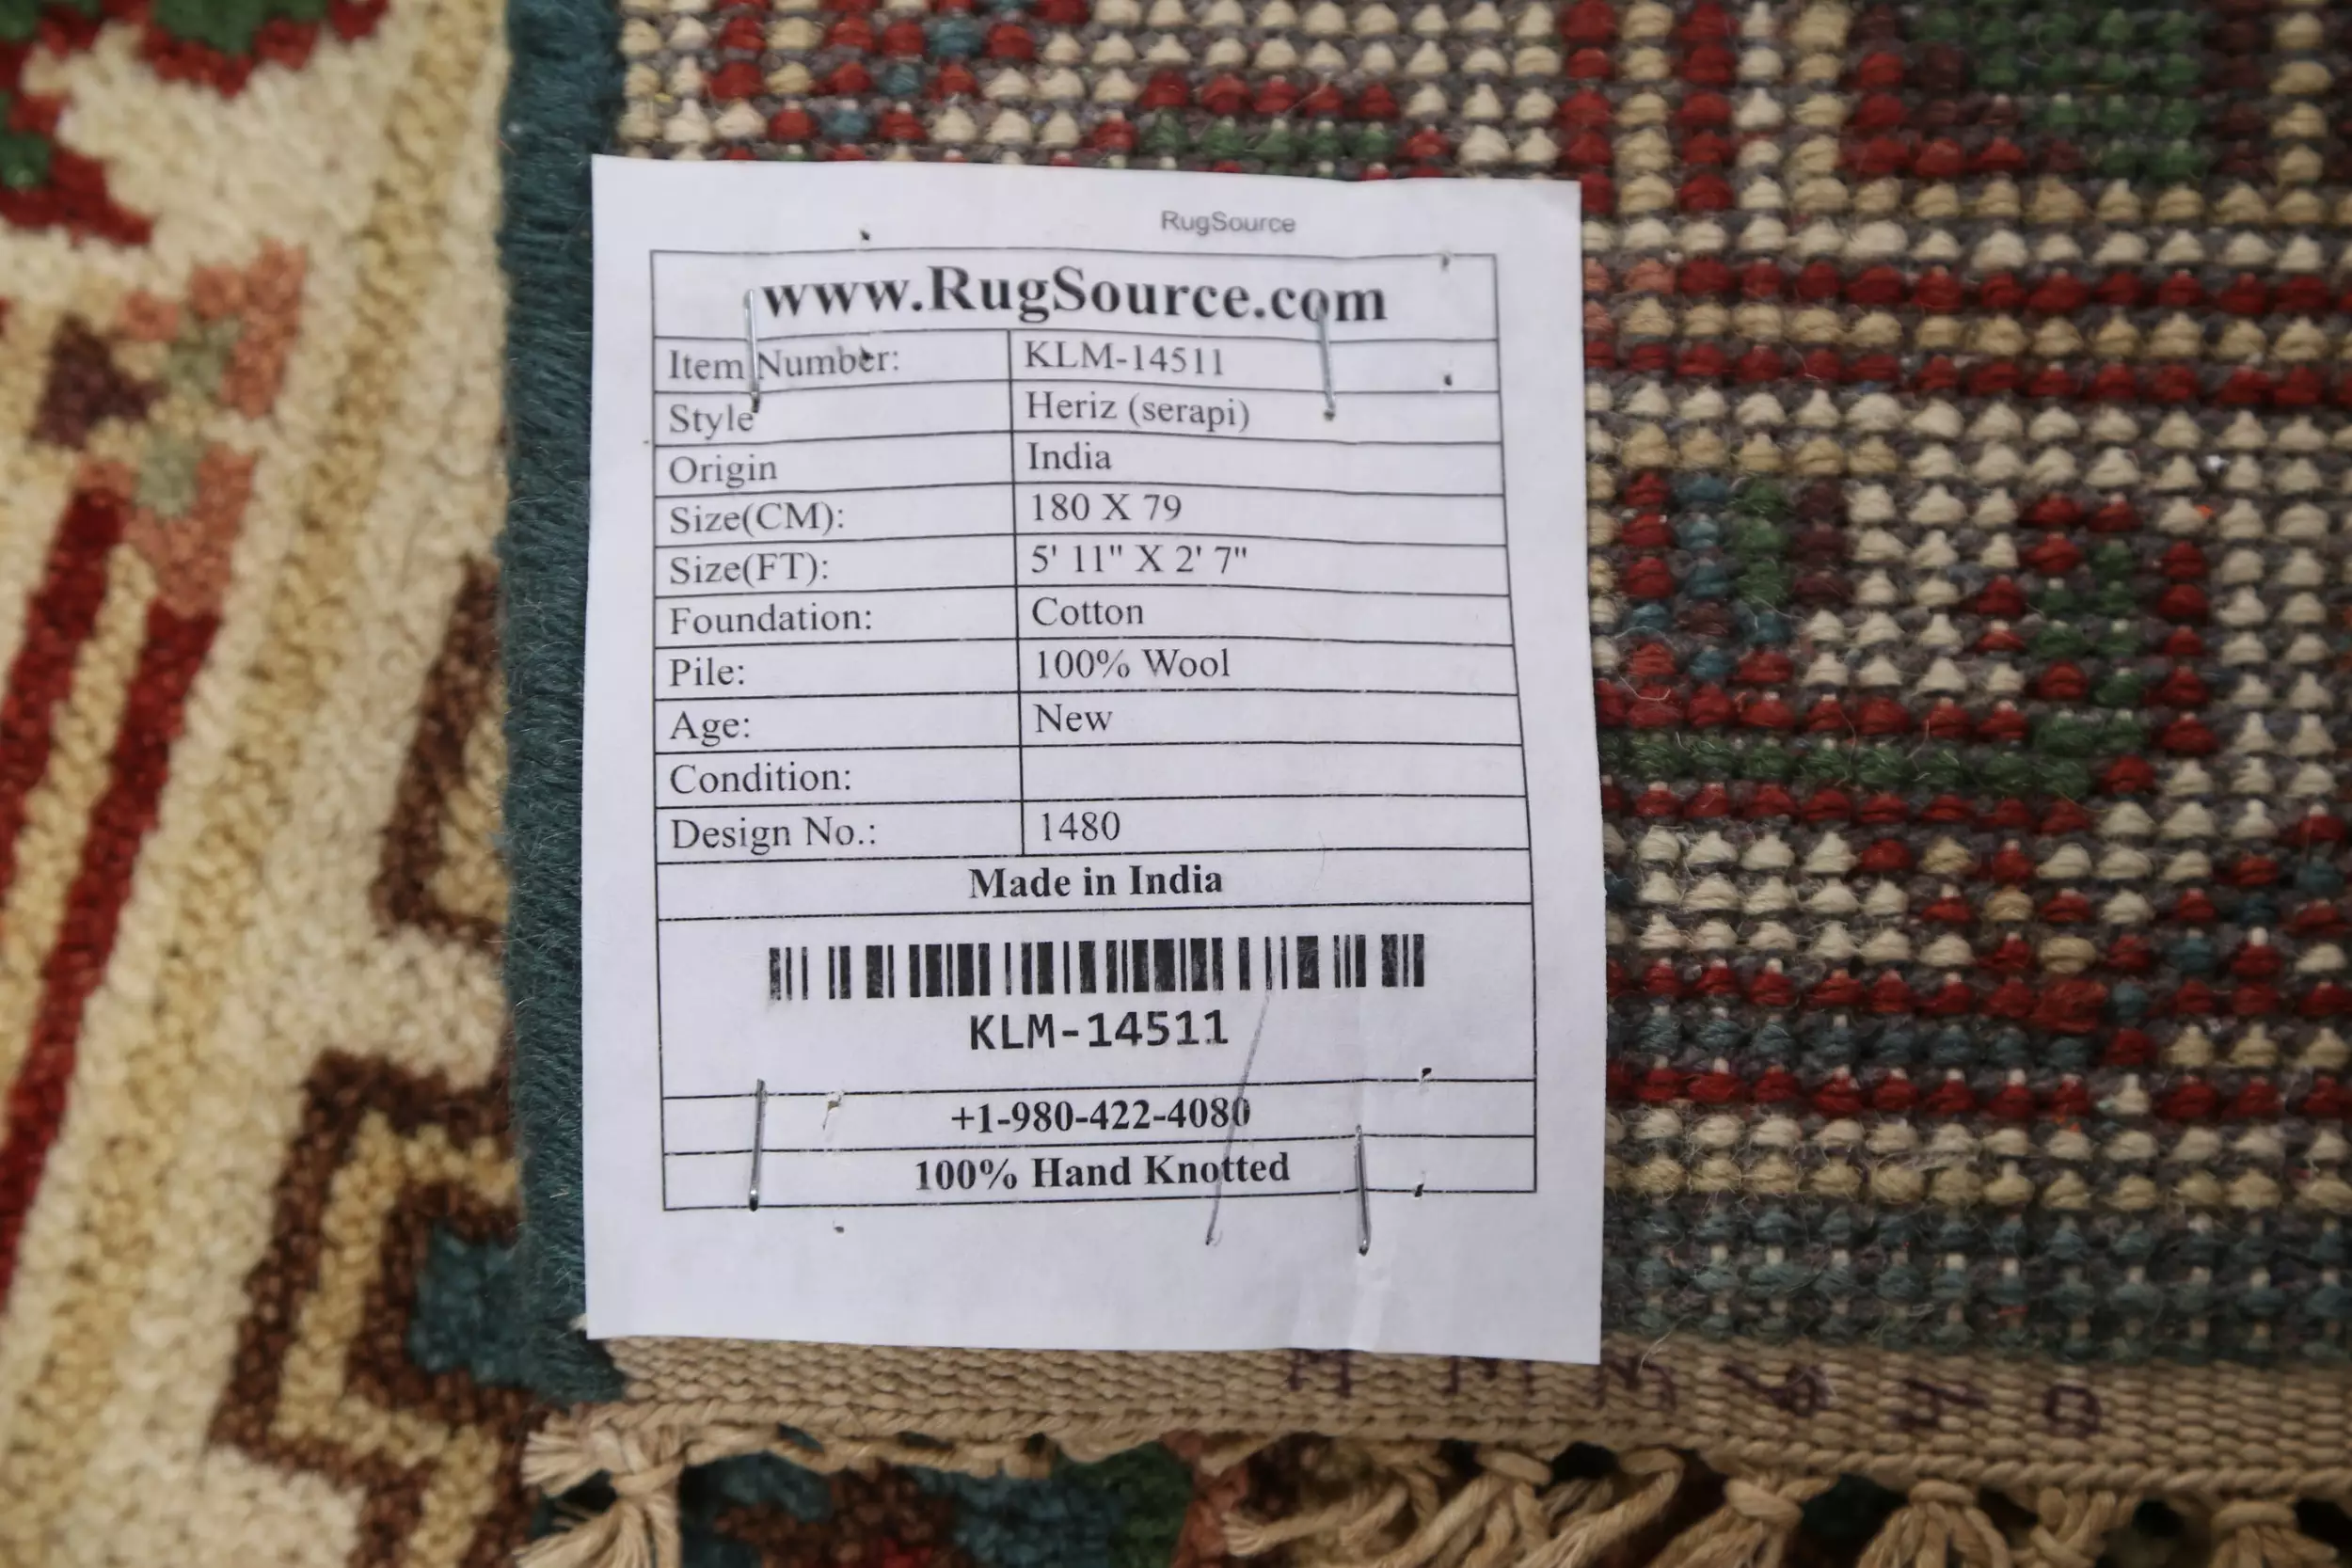 RugSource
www.RugSource.com
Item Number: KLM-14511
Style Heriz (serapi)
Origin India
Size(CM): 180 X 79
Size(FT): 5' 11" X 2' 7"
Foundation: Cotton
Pile: 100% Wool
Age: New
Condition:
Design No.: 1480
Made in India
KLM-14511
+1-980-422-4080
100% Hand Knotted